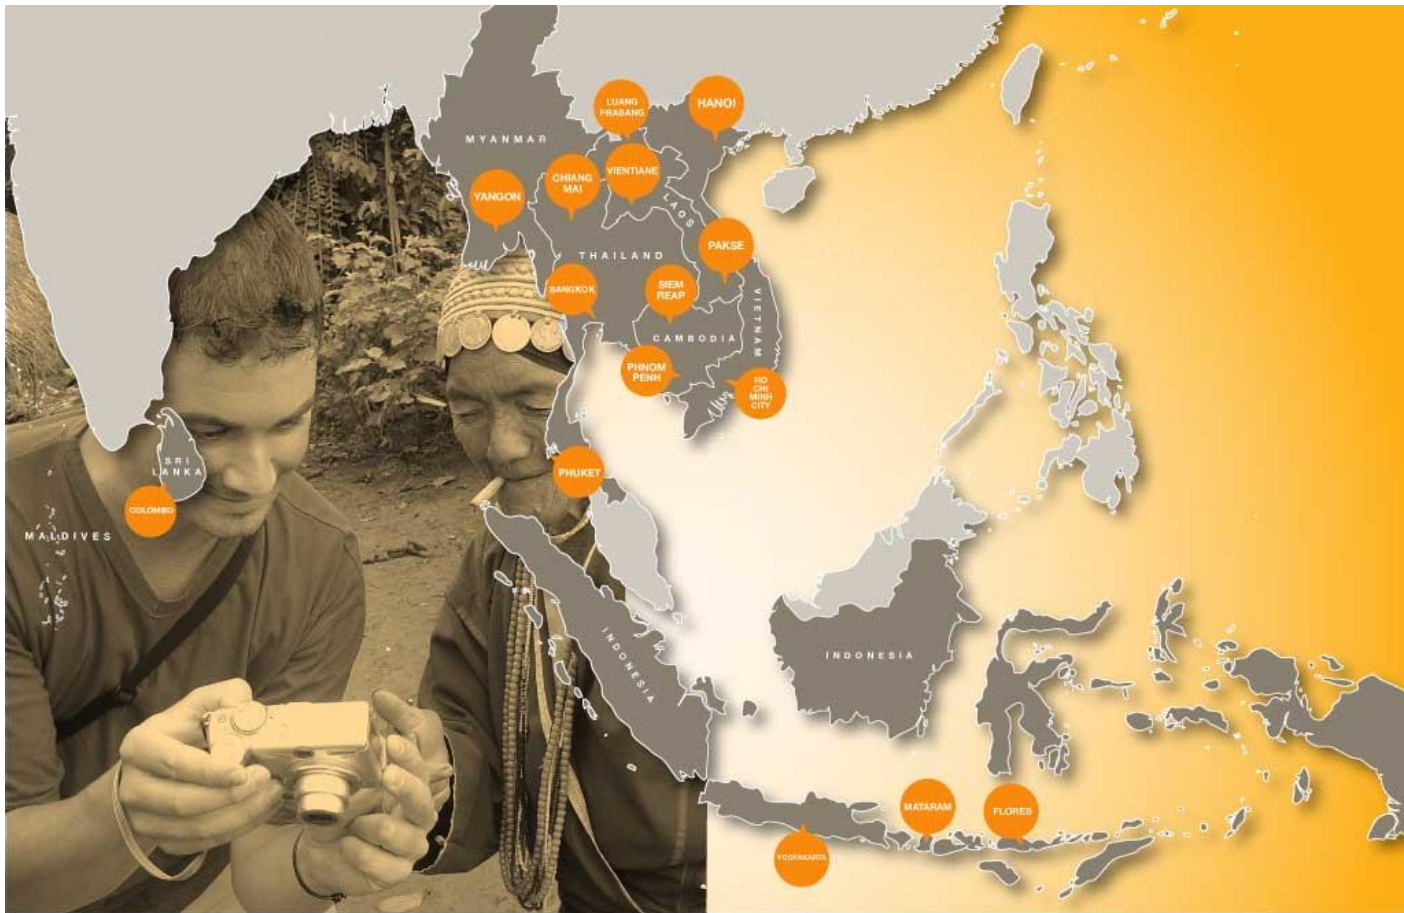 LUANG
PRABANG
HANOI
MYANMAR
VIENTIANE
CHIANG
MAI
YANGON
LAOS
PAKSE
THAILAND
BANGKOK
SIEM
REAP
VIETNAM
CAMBODIA
PHNOM
PENH
HO
CHI
MINH
CITY
SRI
LANKA
PHUKET
COLOMBO
MALDIVES
INDONESIA
INDONESIA
MATARAM
FLORES
YOGYAKARTA